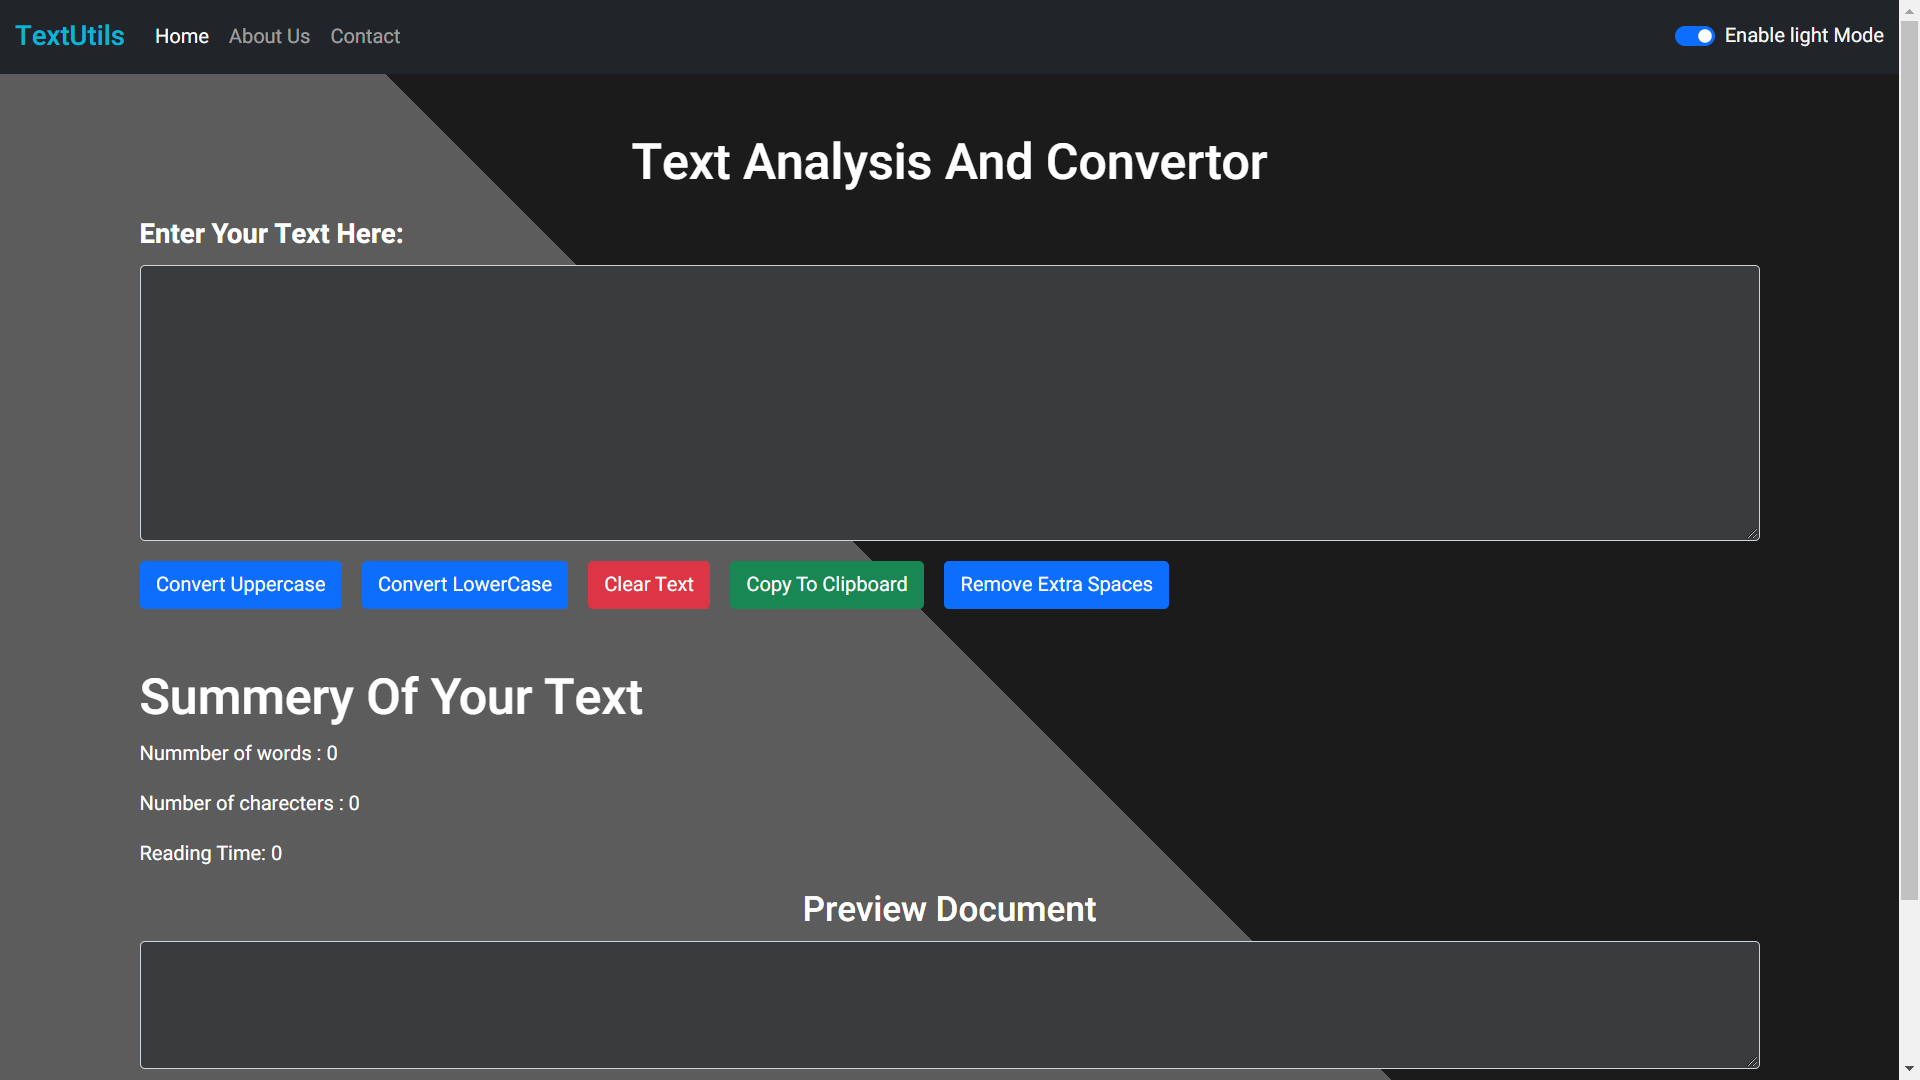 TextUtils Home About Us Contact Enable light Mode
Text Analysis And Convertor
Enter Your Text Here:
Convert Uppercase Convert LowerCase Clear Text Copy To Clipboard Remove Extra Spaces
Summery Of Your Text
Nummber of words : 0
Number of charecters : 0
Reading Time: 0
Preview Document